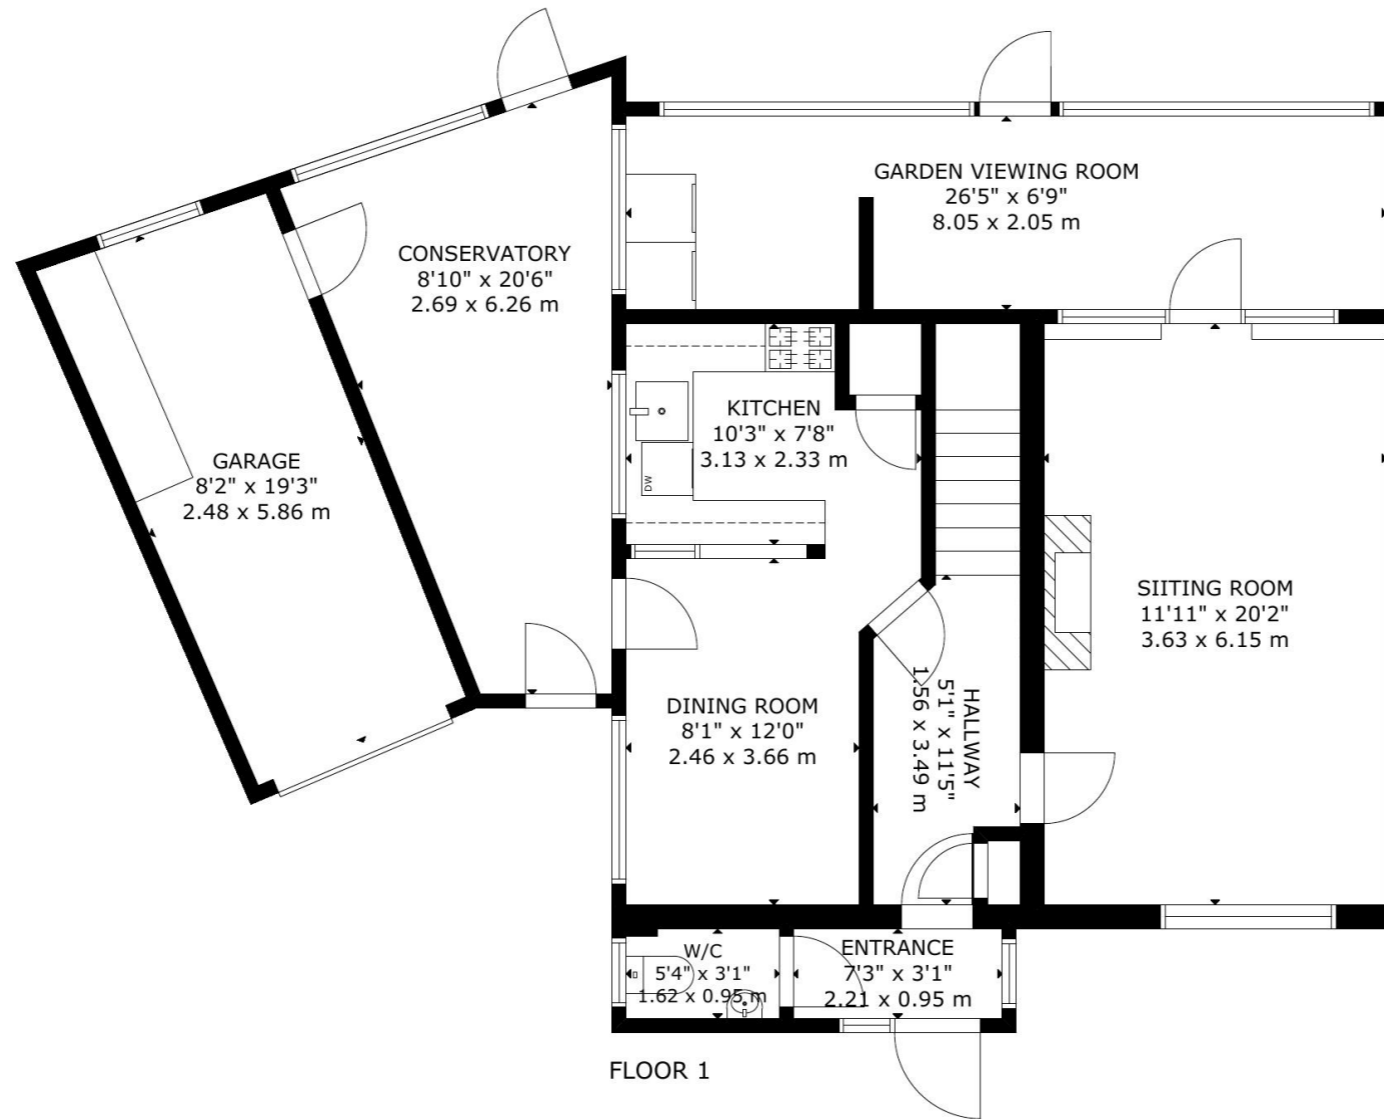 GARDEN VIEWING ROOM
26'5" x 6'9"
8.05 x 2.05 m
CONSERVATORY
8'10" x 20'6"
2.69 x 6.26 m
KITCHEN
10'3" x 7'8"
3.13 x 2.33 m
DW
GARAGE
8'2" x 19'3"
2.48 x 5.86 m
SIITING ROOM
11'11" x 20'2"
3.63 x 6.15 m
DINING ROOM
8'1" x 12'0"
2.46 x 3.66 m
HALLWAY
5'1" x 11'5"
1.56 x 3.49 m
W/C
5'4" x 3'1"
1.62 x 0.95 m
ENTRANCE
7'3" x 3'1"
2.21 x 0.95 m
FLOOR 1